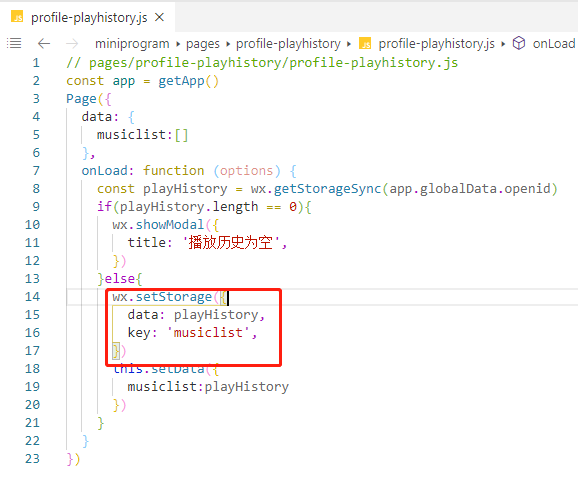 JS profile-playhistory.js ×
miniprogram › pages › profile-playhistory › JS profile-playhistory.js › onLoad
1 // pages/profile-playhistory/profile-playhistory.js
2 const app = getApp()
3 Page({
4 data: {
5 musiclist:[]
6 },
7 onLoad: function (options) {
8 const playHistory = wx.getStorageSync(app.globalData.openid)
9 if(playHistory.length == 0){
10 wx.showModal({
11 title: '播放历史为空',
12 })
13 }else{
14 wx.setStorage({
15 data: playHistory,
16 key: 'musiclist',
17 })
18 this.setData({
19 musiclist:playHistory
20 })
21 }
22 }
23 })